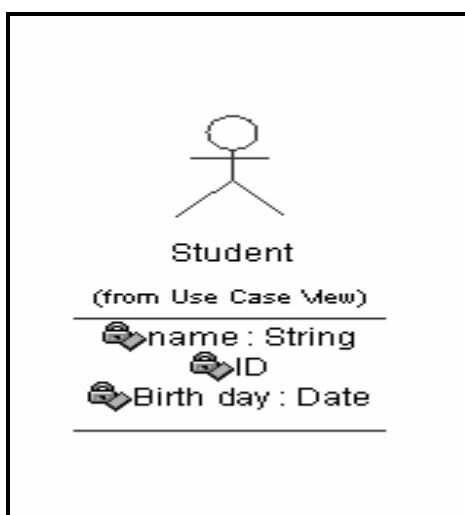 Student
(from Use Case View)
name : String
ID
Birth day : Date